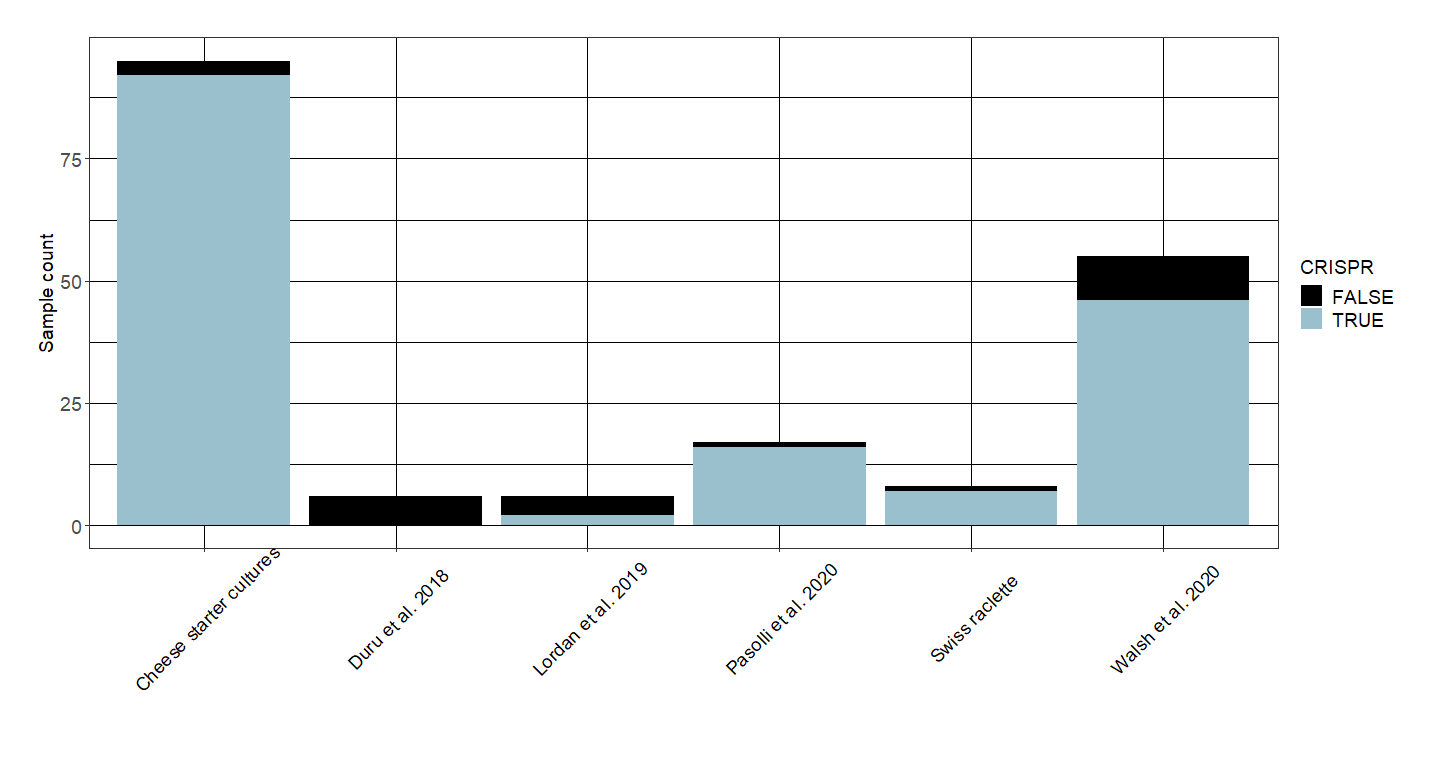 Sample count
75
50
25
0
Cheese starter cultures
Duru et al. 2018
Lordan et al. 2019
Pasolli et al. 2020
Swiss raclette
Walsh et al. 2020
CRISPR
FALSE
TRUE